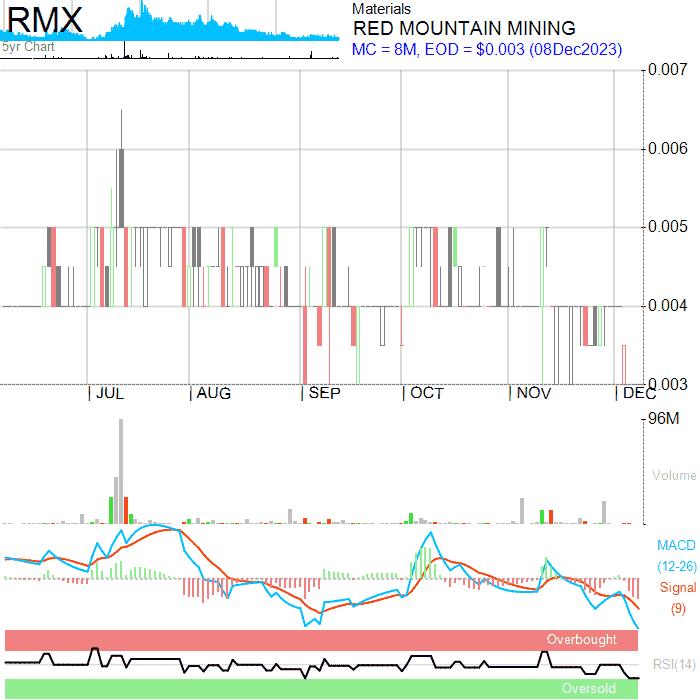 RMX
5yr Chart
Materials
RED MOUNTAIN MINING
MC = 8M, EOD = $0.003 (08Dec2023)
0.007
0.006
0.005
0.004
0.003
JUL
AUG
SEP
OCT
NOV
DEC
96M
Volume
MACD
(12-26)
Signal
(9)
Overbought
RSI(14)
Oversold